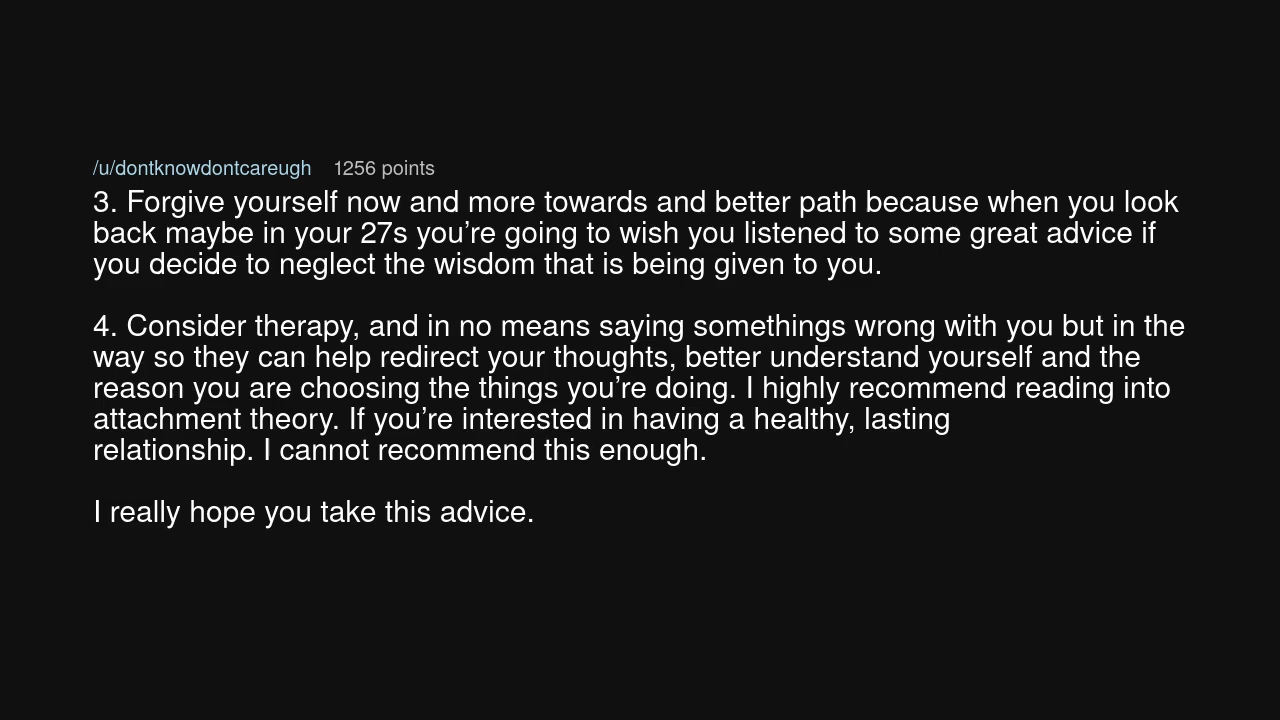 /u/dontknowdontcareugh 1256 points
3. Forgive yourself now and more towards and better path because when you look
back maybe in your 27s you’re going to wish you listened to some great advice if
you decide to neglect the wisdom that is being given to you.
4. Consider therapy, and in no means saying somethings wrong with you but in the
way so they can help redirect your thoughts, better understand yourself and the
reason you are choosing the things you’re doing. I highly recommend reading into
attachment theory. If you’re interested in having a healthy, lasting
relationship. I cannot recommend this enough.
I really hope you take this advice.